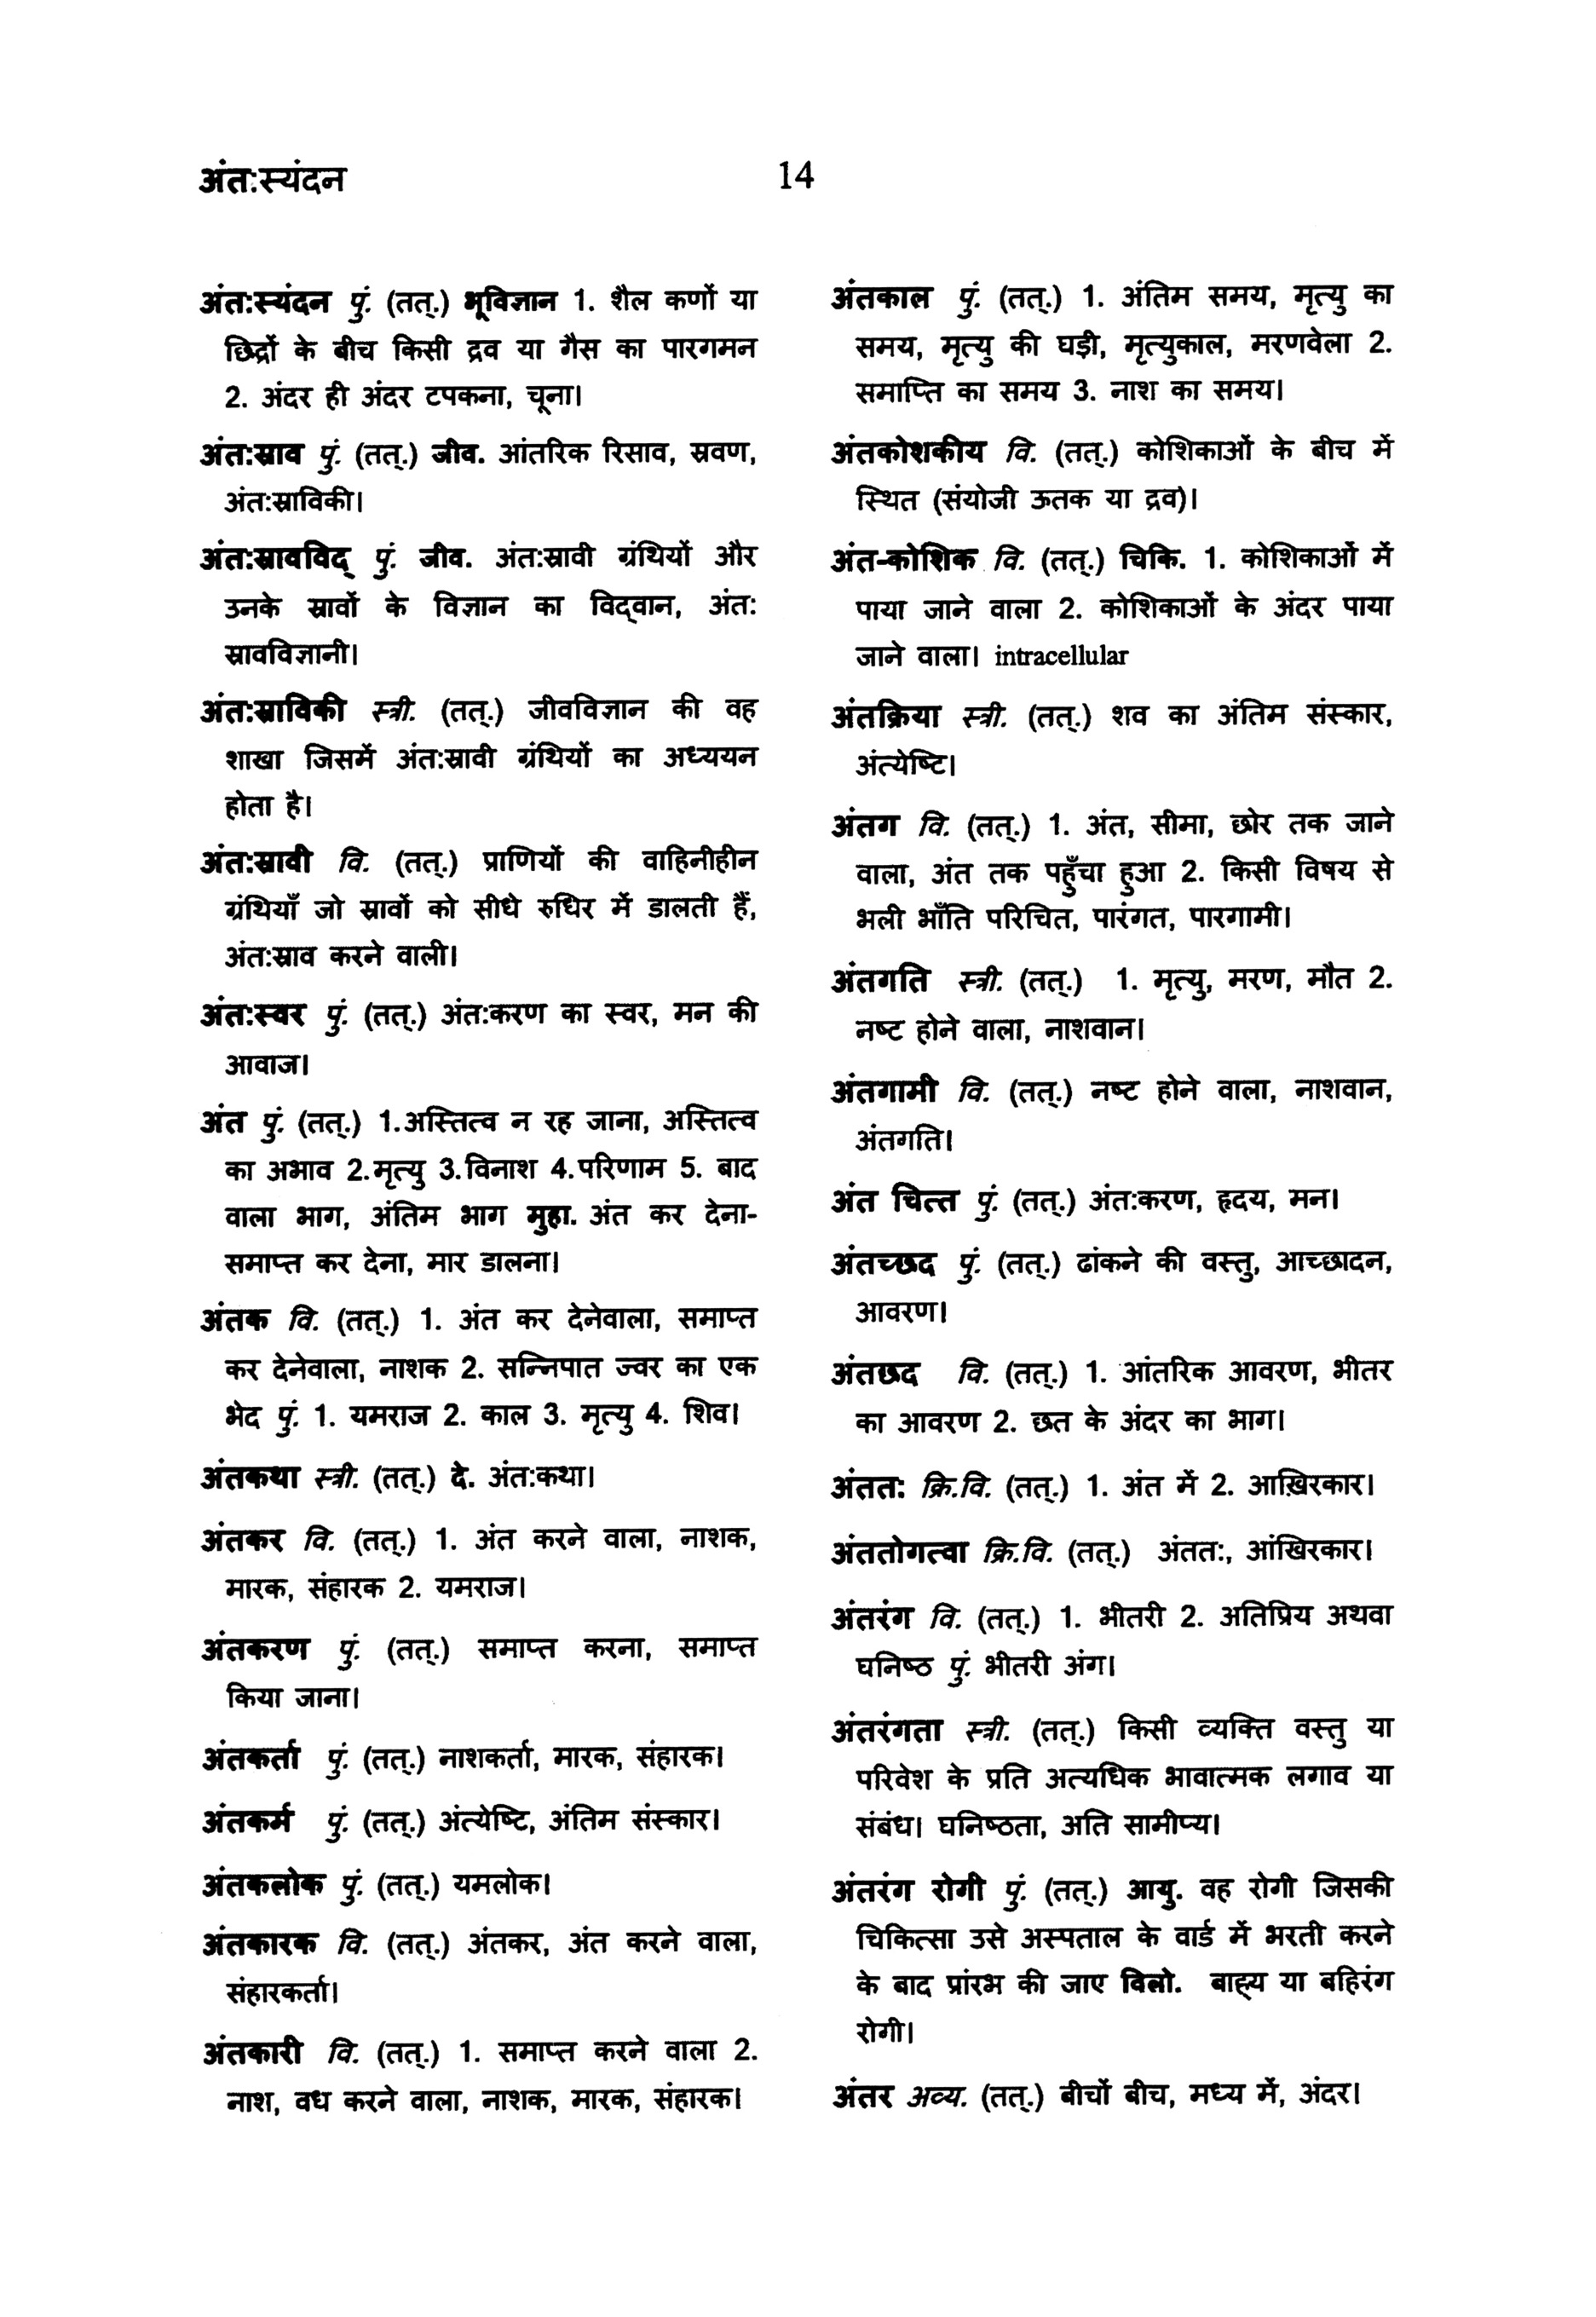 अंत:स्यंदन
14
अंत:स्यंदन पुं. (तत्.) भूविज्ञान 1. शैल कणों या
छिद्रों के बीच किसी द्रव या गैस का पारगमन
2. अंदर ही अंदर टपकना, चूना।
अंत:स्राव पुं. (तत्.) जीव. आंतरिक रिसाव, स्रवण,
अंत:स्राविकी।
अंत:स्रावविद् पुं. जीव. अंत:स्रावी ग्रंथियों और
उनके स्रावों के विज्ञान का विद्वान, अंत:
स्रावविज्ञानी।
अंत:स्राविकी स्त्री. (तत्.) जीवविज्ञान की वह
शाखा जिसमें अंत:स्रावी ग्रंथियों का अध्ययन
होता है।
अंत:स्रावी वि. (तत्.) प्राणियों की वाहिनीहीन
ग्रंथियाँ जो स्रावों को सीधे रुधिर में डालती हैं,
अंत:स्राव करने वाली।
अंत:स्वर पुं. (तत्.) अंत:करण का स्वर, मन की
आवाज।
अंत पुं. (तत्.) 1.अस्तित्व न रह जाना, अस्तित्व
का अभाव 2.मृत्यु 3.विनाश 4.परिणाम 5. बाद
वाला भाग, अंतिम भाग मुहा. अंत कर देना-
समाप्त कर देना, मार डालना।
अंतक वि. (तत्.) 1. अंत कर देनेवाला, समाप्त
कर देनेवाला, नाशक 2. सन्निपात ज्वर का एक
भेद पुं. 1. यमराज 2. काल 3. मृत्यु 4. शिव।
अंतकथा स्त्री. (तत्.) दे. अंत:कथा।
अंतकर वि. (तत्.) 1. अंत करने वाला, नाशक,
मारक, संहारक 2. यमराज।
अंतकरण पुं. (तत्.) समाप्त करना, समाप्त
किया जाना।
अंतकर्ता पुं. (तत्.) नाशकर्ता, मारक, संहारक।
अंतकर्म पुं. (तत्.) अंत्येष्टि, अंतिम संस्कार।
अंतकलोक पुं. (तत्.) यमलोक।
अंतकारक वि. (तत्.) अंतकर, अंत करने वाला,
संहारकर्ता।
अंतकारी वि. (तत्.) 1. समाप्त करने वाला 2.
नाश, वध करने वाला, नाशक, मारक, संहारक।
अंतकाल पुं. (तत्.) 1. अंतिम समय, मृत्यु का
समय, मृत्यु की घड़ी, मृत्युकाल, मरणवेला 2.
समाप्ति का समय 3. नाश का समय।
अंतकोशकीय वि. (तत्.) कोशिकाओं के बीच में
स्थित (संयोजी ऊतक या द्रव)।
अंत-कोशिक वि. (तत्.) चिकि. 1. कोशिकाओं में
पाया जाने वाला 2. कोशिकाओं के अंदर पाया
जाने वाला। intracellular
अंतक्रिया स्त्री. (तत्.) शव का अंतिम संस्कार,
अंत्येष्टि।
अंतग वि. (तत्.) 1. अंत, सीमा, छोर तक जाने
वाला, अंत तक पहुँचा हुआ 2. किसी विषय से
भली भाँति परिचित, पारंगत, पारगामी।
अंतगति स्त्री. (तत्.) 1. मृत्यु, मरण, मौत 2.
नष्ट होने वाला, नाशवान।
अंतगामी वि. (तत्.) नष्ट होने वाला, नाशवान,
अंतगति।
अंत चित्त पुं. (तत्.) अंत:करण, हृदय, मन।
अंतच्छद पुं. (तत्.) ढांकने की वस्तु, आच्छादन,
आवरण।
अंतछद वि. (तत्.) 1. आंतरिक आवरण, भीतर
का आवरण 2. छत के अंदर का भाग।
अंतत: क्रि.वि. (तत्.) 1. अंत में 2. आख़िरकार।
अंततोगत्वा क्रि.वि. (तत्.) अंतत:, आंखिरकार।
अंतरंग वि. (तत्.) 1. भीतरी 2. अतिप्रिय अथवा
घनिष्ठ पुं. भीतरी अंग।
अंतरंगता स्त्री. (तत्.) किसी व्यक्ति वस्तु या
परिवेश के प्रति अत्यधिक भावात्मक लगाव या
संबंध। घनिष्ठता, अति सामीप्य।
अंतरंग रोगी पुं. (तत्.) आयु. वह रोगी जिसकी
चिकित्सा उसे अस्पताल के वार्ड में भरती करने
के बाद प्रांरभ की जाए विलो. बाह्य या बहिरंग
रोगी।
अंतर अव्य. (तत्.) बीचों बीच, मध्य में, अंदर।